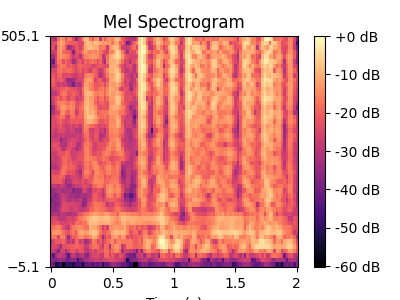 Mel Spectrogram
505.1
−5.1
0
0.5
1
1.5
2
+0 dB
-10 dB
-20 dB
-30 dB
-40 dB
-50 dB
-60 dB